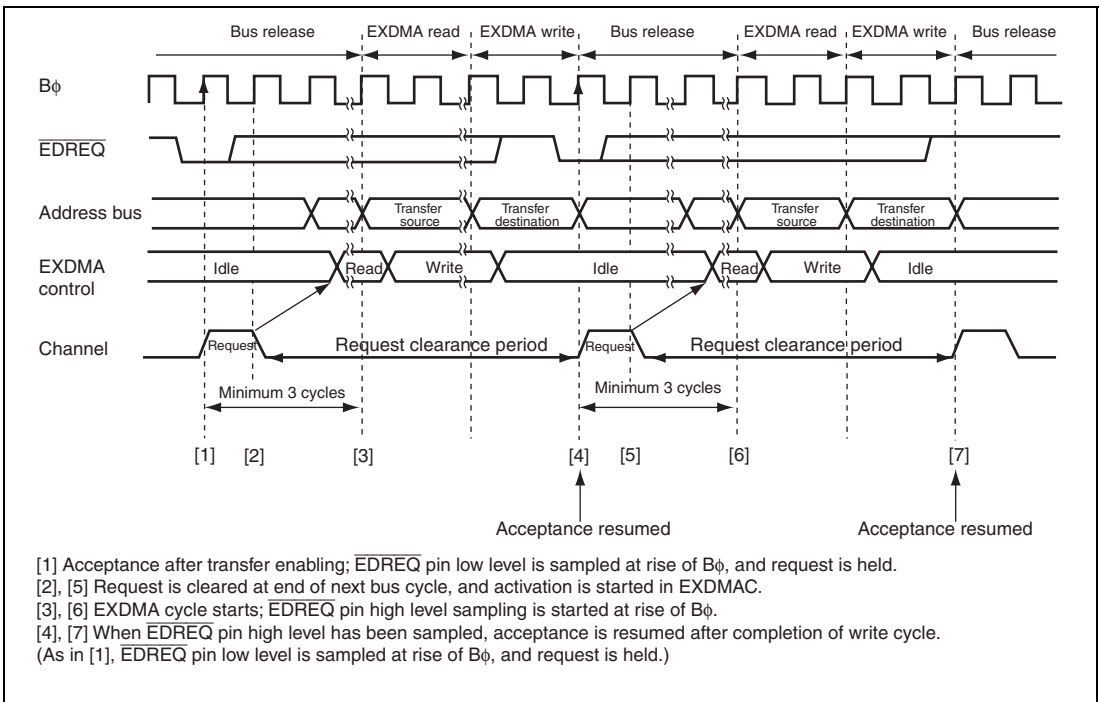 Bus release EXDMA read EXDMA write Bus release EXDMA read EXDMA write Bus release
Bϕ
EDREQ
Address bus Transfer source Transfer destination Transfer source Transfer destination
EXDMA control Idle Read Write Idle Read Write Idle
Channel Request Request clearance period Request Request clearance period
Minimum 3 cycles Minimum 3 cycles
[1] [2] [3] [4] [5] [6] [7]
Acceptance resumed Acceptance resumed
[1] Acceptance after transfer enabling; EDREQ pin low level is sampled at rise of Bϕ, and request is held.
[2], [5] Request is cleared at end of next bus cycle, and activation is started in EXDMAC.
[3], [6] EXDMA cycle starts; EDREQ pin high level sampling is started at rise of Bϕ.
[4], [7] When EDREQ pin high level has been sampled, acceptance is resumed after completion of write cycle.
(As in [1], EDREQ pin low level is sampled at rise of Bϕ, and request is held.)